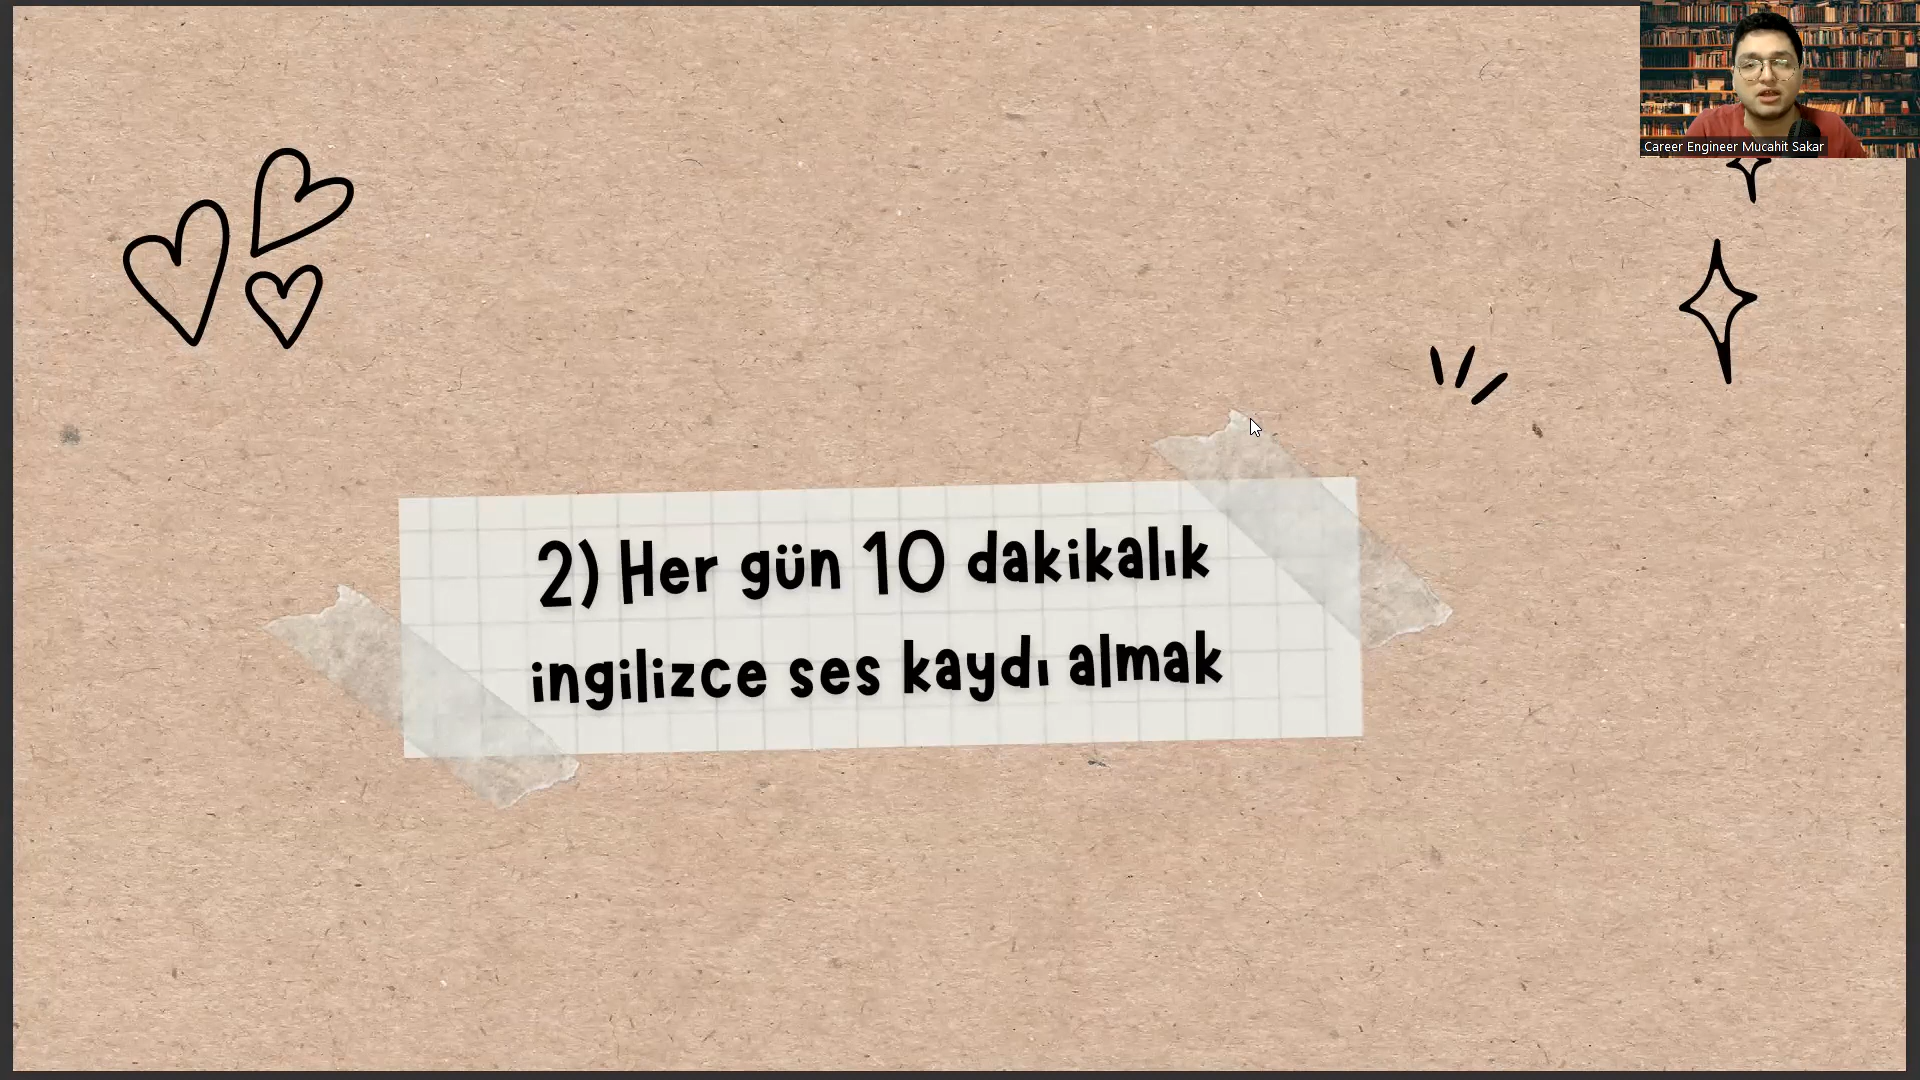 Career Engineer Mucahit Sakar
2) Her gün 10 dakikalık
ingilizce ses kaydı almak